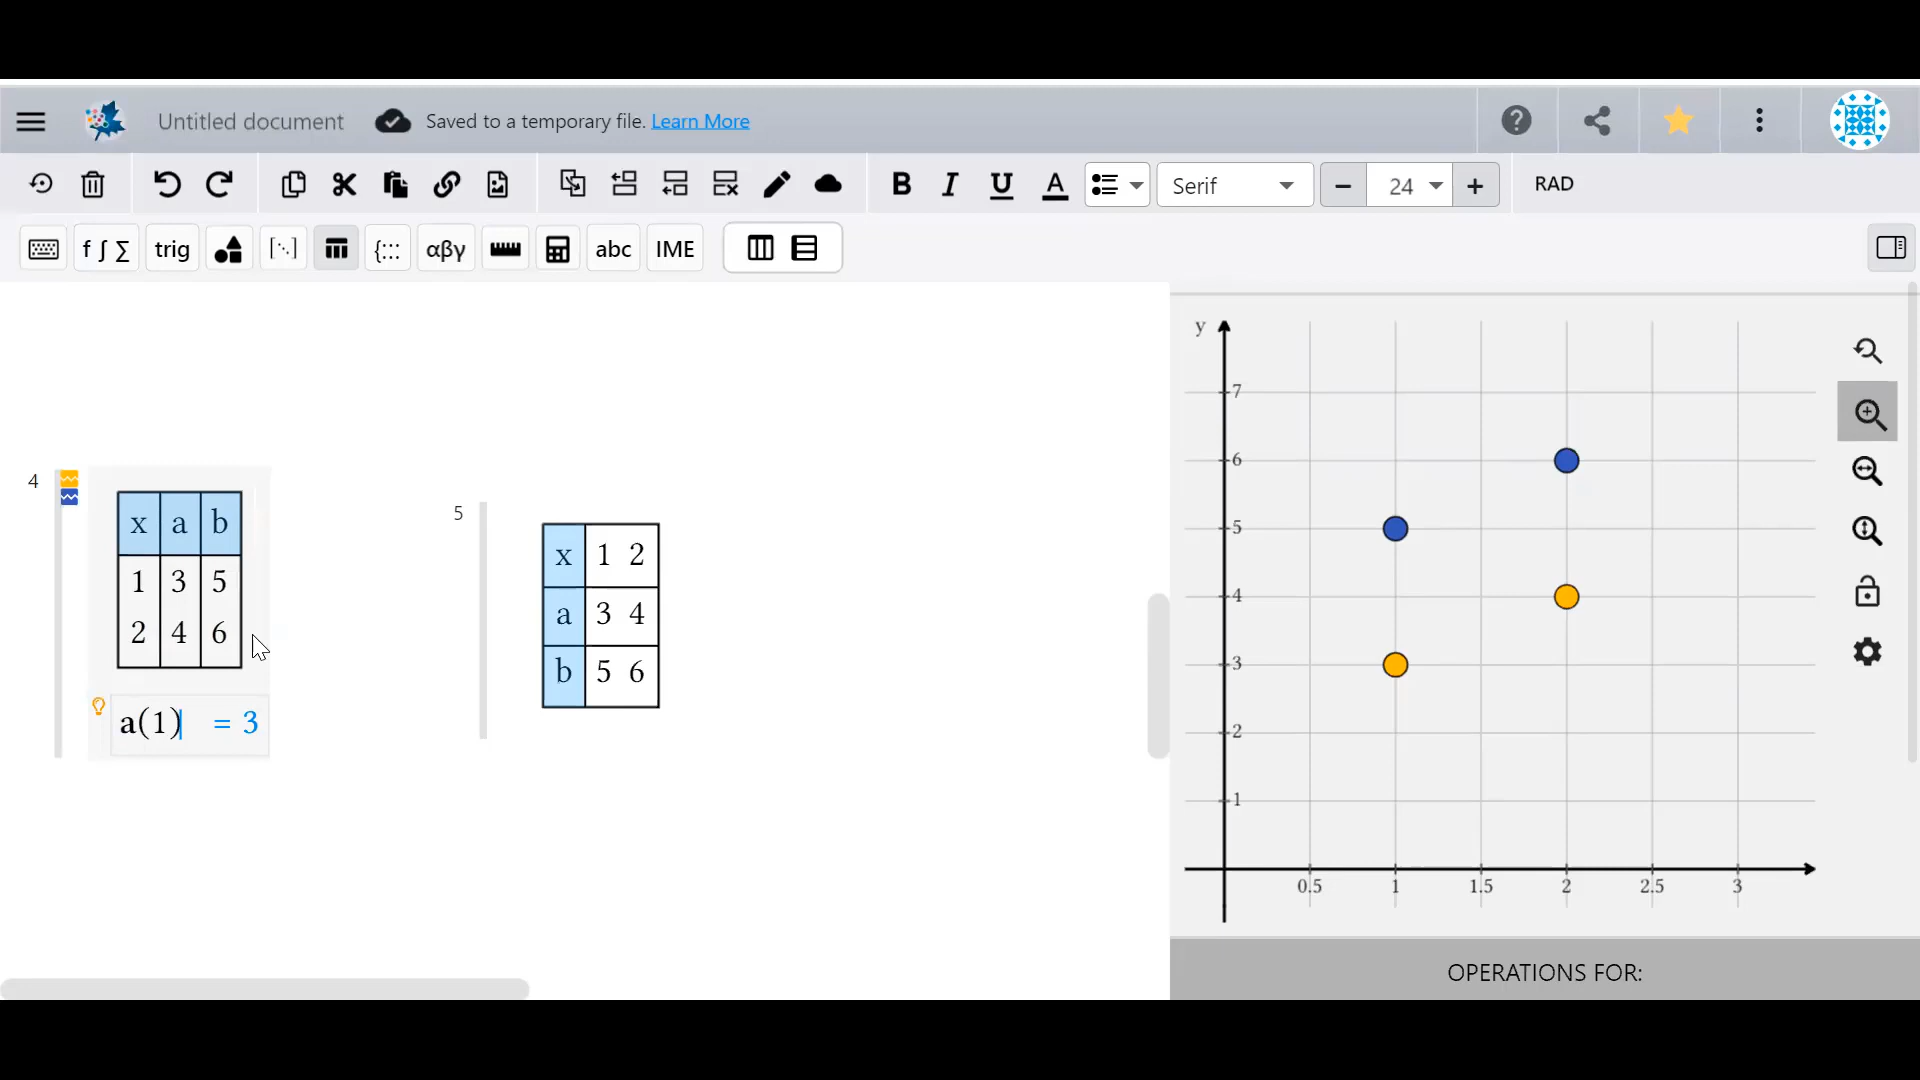 Untitled document Saved to a temporary file. Learn More
B I U A Serif 24 RAD
f ∫ ∑ trig αβγ abc IME
4
x a b
1 3 5
2 4 6
a(1) = 3
5
x 1 2
a 3 4
b 5 6
y
7
6
5
4
3
2
1
0.5 1 1.5 2 2.5 3
OPERATIONS FOR: